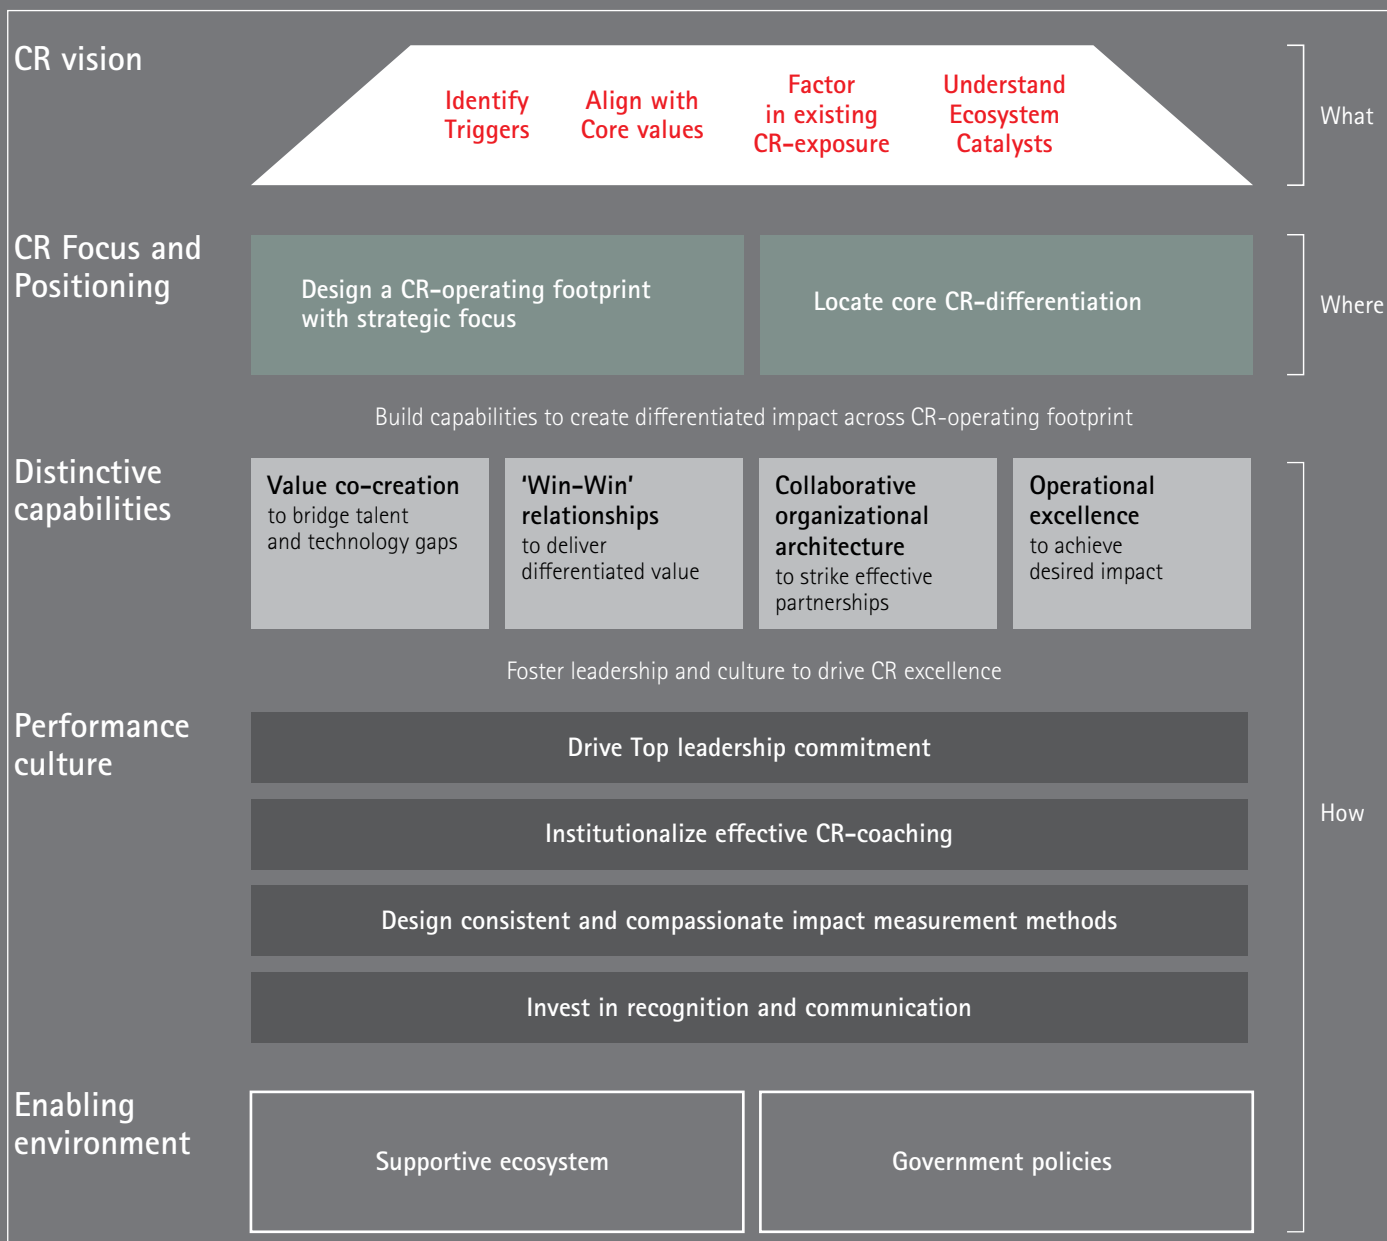 CR vision
Identify
Triggers
Align with
Core values
Factor
in existing
CR-exposure
Understand
Ecosystem
Catalysts
What
CR Focus and
Positioning
Design a CR-operating footprint
with strategic focus
Locate core CR-differentiation
Where
Build capabilities to create differentiated impact across CR-operating footprint
Distinctive
capabilities
Value co-creation
to bridge talent
and technology gaps
‘Win-Win’
relationships
to deliver
differentiated value
Collaborative
organizational
architecture
to strike effective
partnerships
Operational
excellence
to achieve
desired impact
Foster leadership and culture to drive CR excellence
Performance
culture
Drive Top leadership commitment
Institutionalize effective CR-coaching
Design consistent and compassionate impact measurement methods
Invest in recognition and communication
How
Enabling
environment
Supportive ecosystem
Government policies